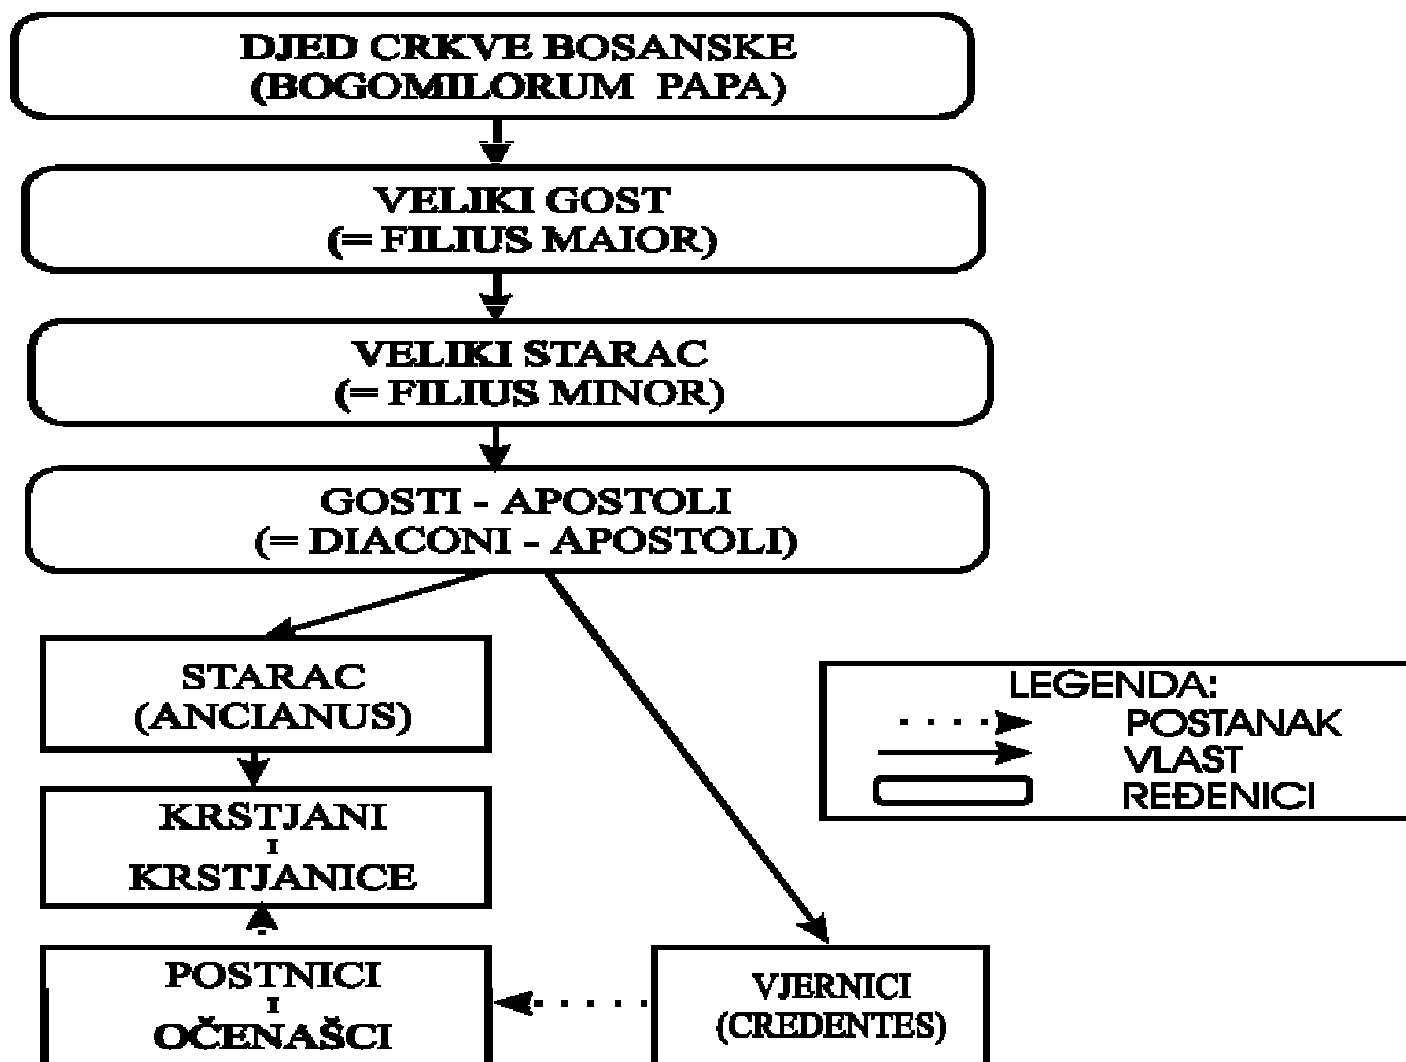 DJED CRKVE BOSANSKE
(BOGOMILORUM PAPA)
VELIKI GOST
(= FILIUS MAIOR)
VELIKI STARAC
(= FILIUS MINOR)
GOSTI - APOSTOLI
(= DIACONI - APOSTOLI)
STARAC
(ANCIANUS)
KRSTJANI
I
KRSTJANICE
POSTNICI
I
OČENAŠCI
VJERNICI
(CREDENTES)
LEGENDA:
POSTANAK
VLAST
REĐENICI